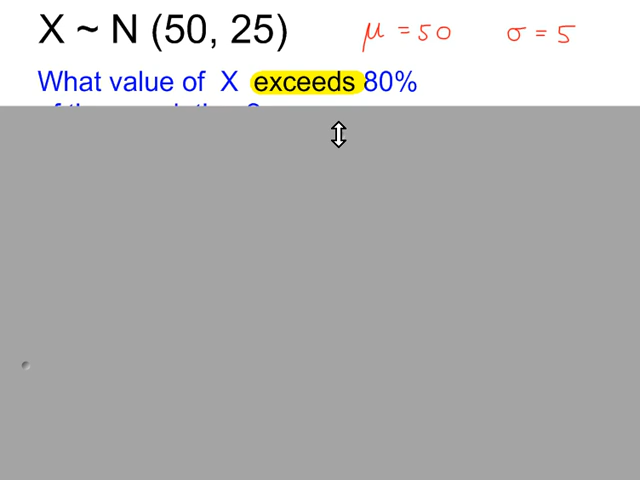 X ~ N (50, 25) μ = 50 σ = 5
What value of X exceeds 80%